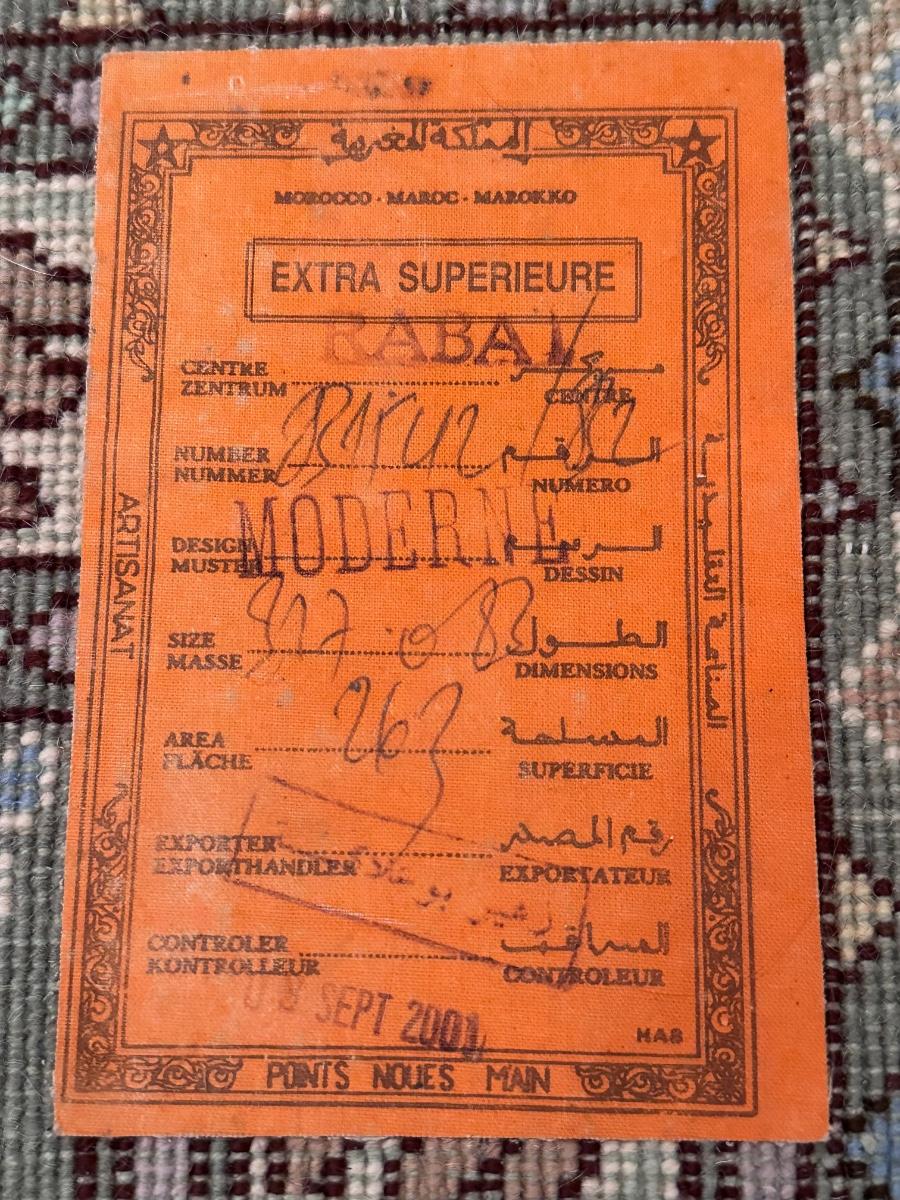 المملكة المغربية
MOROCCO - MAROC - MAROKKO
EXTRA SUPERIEURE
RABAT
CENTRE
ZENTRUM
مركز
CENTRE
NUMBER
NUMMER
الرقم
NUMERO
MODERNE
DESIGN
MUSTER
الرسم
DESSIN
SIZE
MASSE
الطول
DIMENSIONS
AREA
FLÄCHE
263
المساحة
SUPERFICIE
EXPORTER
EXPORTHANDLER
رقم المصدر
EXPORTATEUR
CONTROLER
KONTROLLEUR
المراقب
CONTROLEUR
SEPT 2001
HAS
POINTS NOUES MAIN
ARTISANAT
الصناعة التقليدية